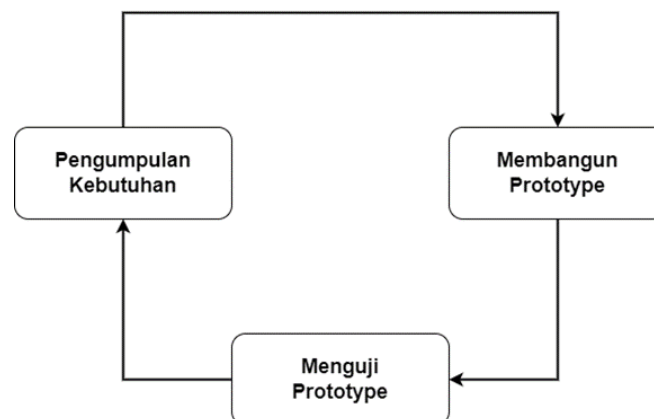 Pengumpulan
Kebutuhan
Membangun
Prototype
Menguji
Prototype